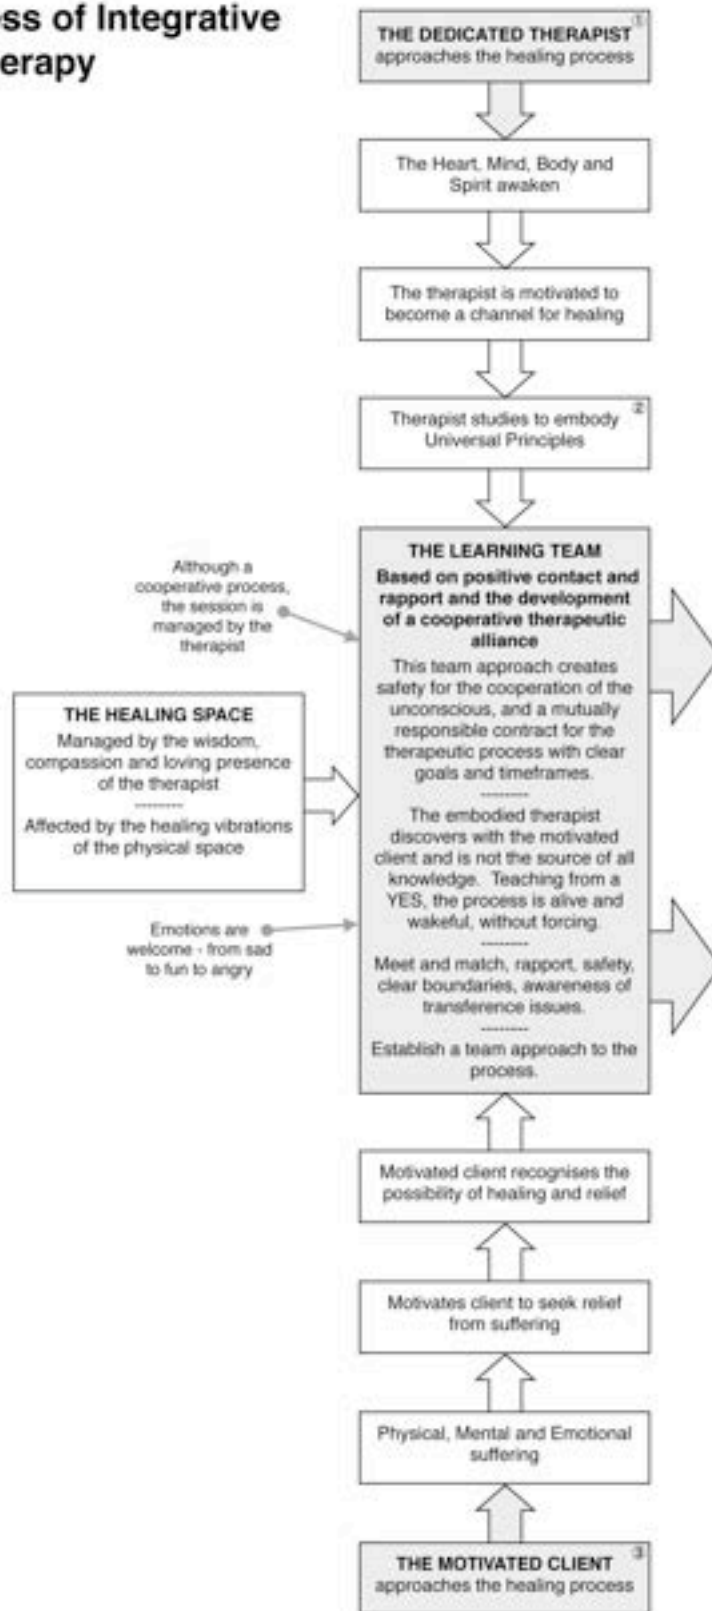 ss of Integrative
erapy
①
THE DEDICATED THERAPIST
approaches the healing process
The Heart, Mind, Body and
Spirit awaken
The therapist is motivated to
become a channel for healing
②
Therapist studies to embody
Universal Principles
Although a
cooperative process,
the session is
managed by the
therapist
THE HEALING SPACE
Managed by the wisdom,
compassion and loving presence
of the therapist
---------
Affected by the healing vibrations
of the physical space
Emotions are
welcome - from sad
to fun to angry
THE LEARNING TEAM
Based on positive contact and
rapport and the development
of a cooperative therapeutic
alliance
This team approach creates
safety for the cooperation of the
unconscious, and a mutually
responsible contract for the
therapeutic process with clear
goals and timeframes.
---------
The embodied therapist
discovers with the motivated
client and is not the source of all
knowledge. Teaching from a
YES, the process is alive and
wakeful, without forcing.
---------
Meet and match, rapport, safety,
clear boundaries, awareness of
transference issues.
---------
Establish a team approach to the
process.
Motivated client recognises the
possibility of healing and relief
Motivates client to seek relief
from suffering
Physical, Mental and Emotional
suffering
③
THE MOTIVATED CLIENT
approaches the healing process